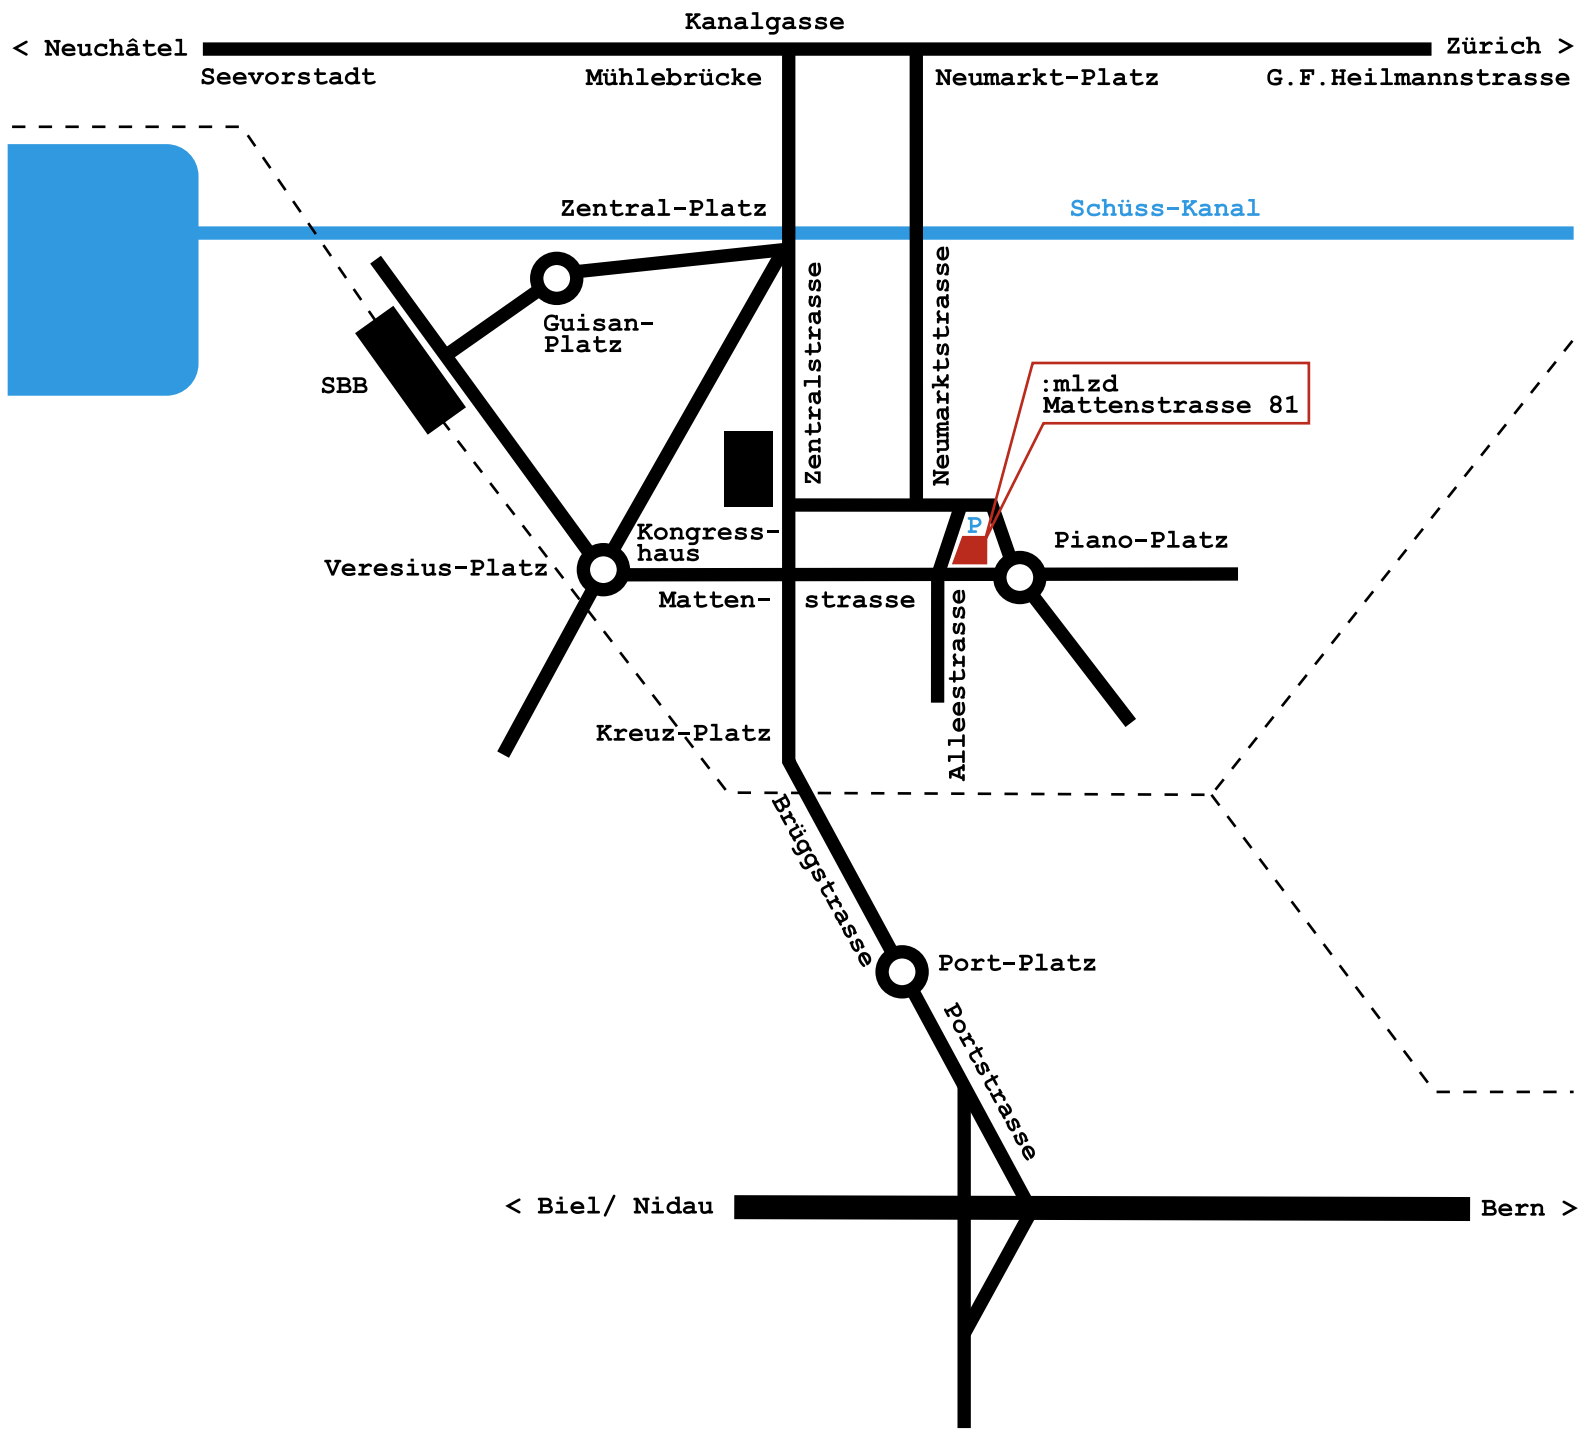 Kanalgasse
< Neuchâtel
Zürich >
Seevorstadt
Mühlebrücke
Neumarkt-Platz
G.F.Heilmannstrasse
Zentral-Platz
Schüss-Kanal
Guisan-
Platz
Zentralstrasse
Neumarktstrasse
SBB
:mlzd
Mattenstrasse 81
P
Kongress-
haus
Piano-Platz
Veresius-Platz
Matten-
strasse
Alleestrasse
Kreuz-Platz
Brüggstrasse
Port-Platz
Portstrasse
< Biel/ Nidau
Bern >